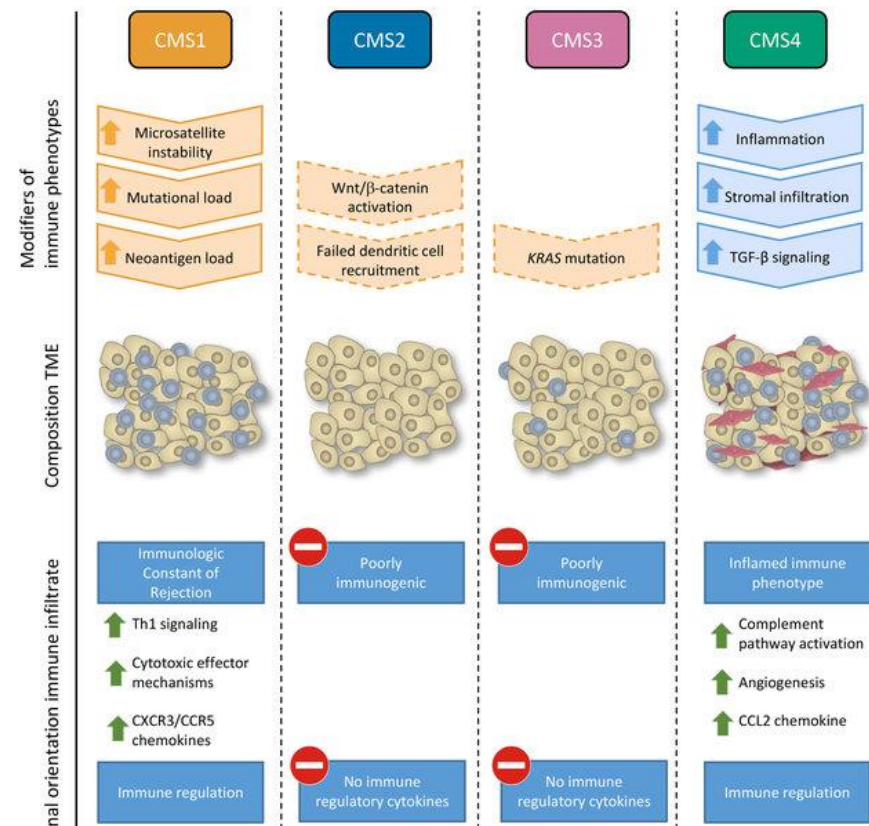 CMS1
CMS2
CMS3
CMS4
Modifiers of
immune phenotypes
Microsatellite
instability
Mutational load
Neoantigen load
Wnt/β-catenin
activation
Failed dendritic cell
recruitment
KRAS mutation
Inflammation
Stromal infiltration
TGF-β signaling
Composition TME
nal orientation immune infiltrate
Immunologic
Constant of
Rejection
Poorly
immunogenic
Poorly
immunogenic
Inflamed immune
phenotype
Th1 signaling
Cytotoxic effector
mechanisms
CXCR3/CCR5
chemokines
Complement
pathway activation
Angiogenesis
CCL2 chemokine
Immune regulation
No immune
regulatory cytokines
No immune
regulatory cytokines
Immune regulation